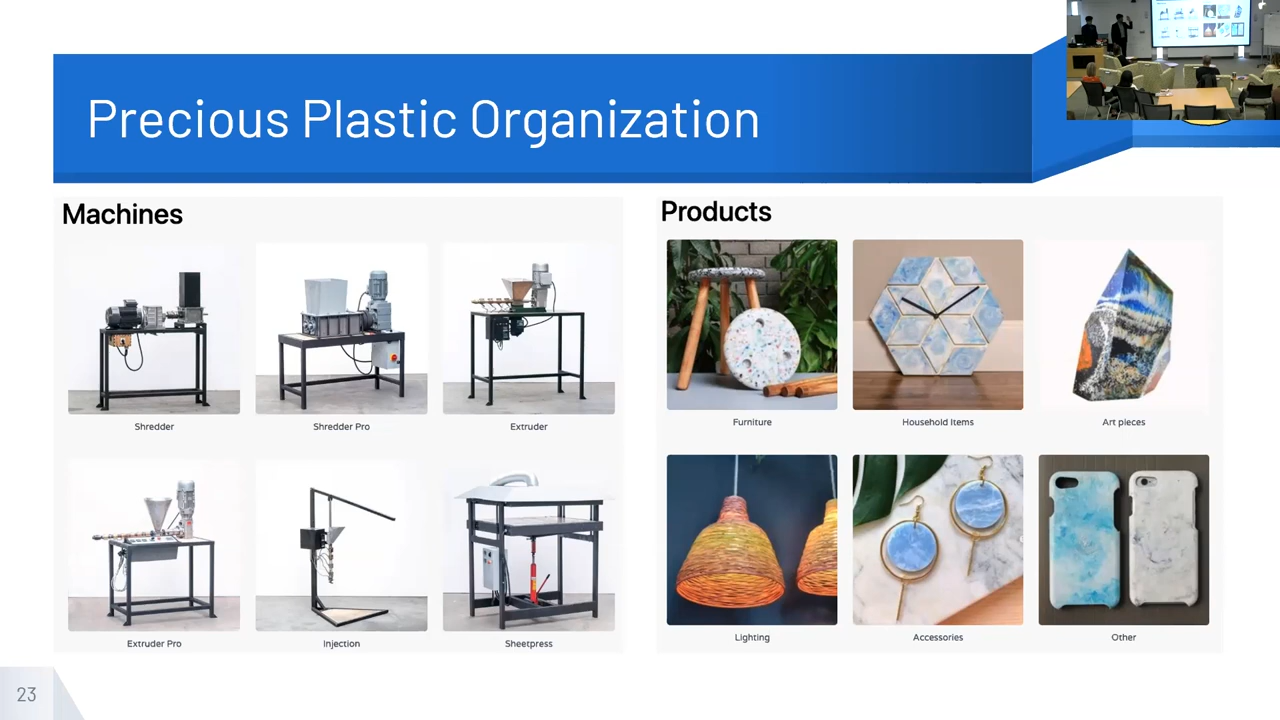 Precious Plastic Organization
Machines
Shredder
Shredder Pro
Extruder
Extruder Pro
Injection
Sheetpress
Products
Furniture
Household Items
Art pieces
Lighting
Accessories
Other
23